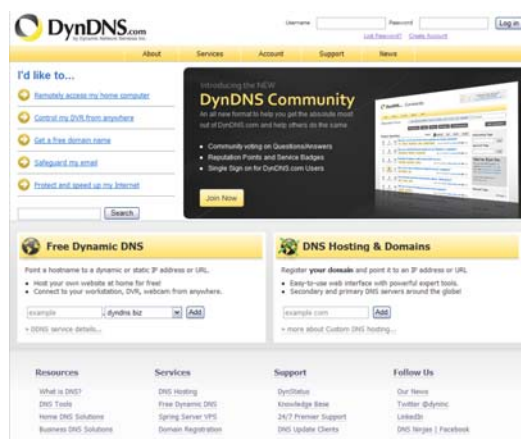 DynDNS.com
by Dynamic Network Services Inc.
Username
Password
Log in
Lost Password?
Create Account
About Services Account Support News
I'd like to...
Remotely access my home computer
Control my DVR from anywhere
Get a free domain name
Safeguard my email
Protect and speed up my Internet
Search
Introducing the NEW
DynDNS Community
An all new format to help you get the absolute most
out of DynDNS.com and help others do the same
Community voting on Questions/Answers
Reputation Points and Service Badges
Single Sign on for DynDNS.com Users
Join Now
Free Dynamic DNS
Point a hostname to a dynamic or static IP address or URL.
Host your own website at home for free!
Connect to your workstation, DVR, webcam from anywhere.
example . dyndns.biz Add
» DDNS service details...
DNS Hosting & Domains
Register your domain and point it to an IP address or URL.
Easy-to-use web interface with powerful expert tools.
Secondary and primary DNS servers around the globe!
example.com Add
» more about Custom DNS hosting...
Resources
What is DNS?
DNS Tools
Home DNS Solutions
Business DNS Solutions
Services
DNS Hosting
Free Dynamic DNS
Spring Server VPS
Domain Registration
Support
DynStatus
Knowledge Base
24/7 Premier Support
DNS Update Clients
Follow Us
Our News
Twitter @dyninc
LinkedIn
DNS Ninjas | Facebook